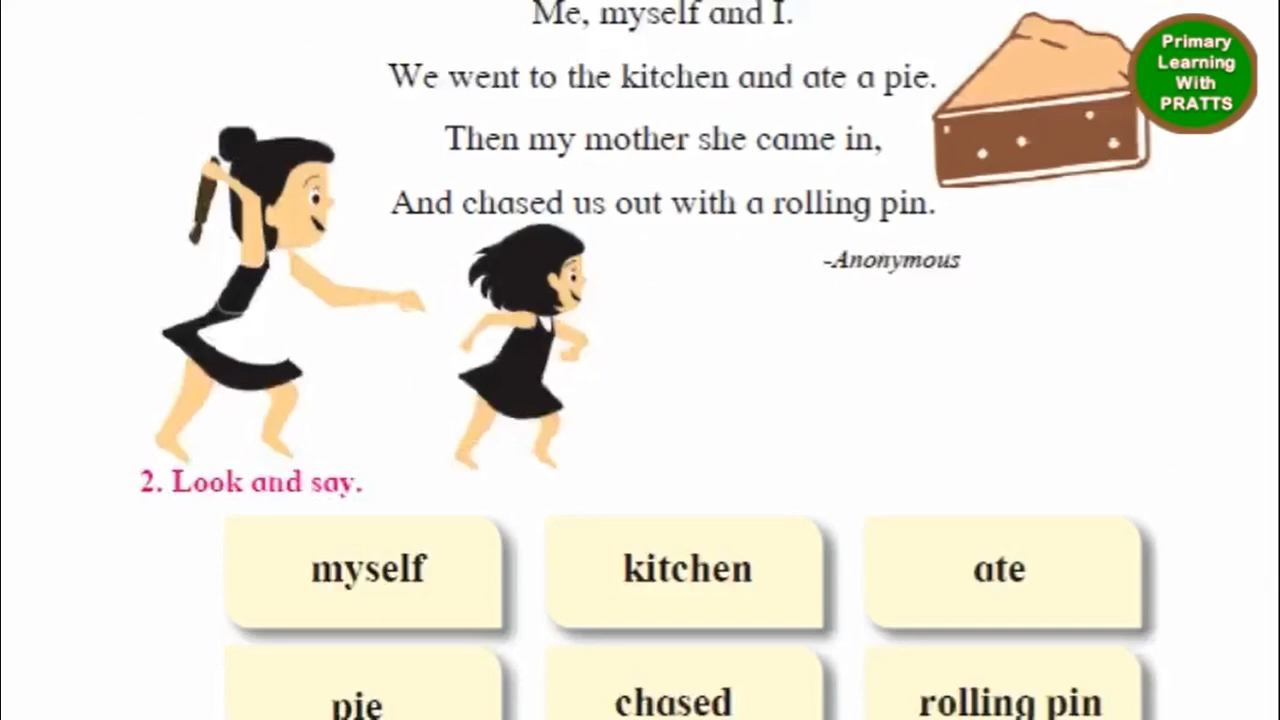 Me, myself and I.
We went to the kitchen and ate a pie.
Then my mother she came in,
And chased us out with a rolling pin.
-Anonymous
Primary
Learning
With
PRATTS
2. Look and say.
myself
kitchen
ate
pie
chased
rolling pin